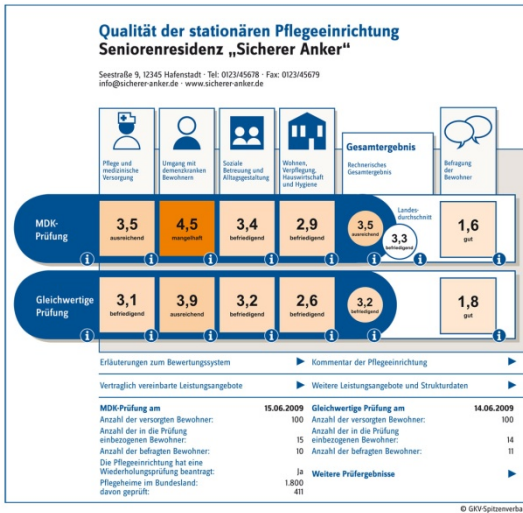 Qualität der stationären Pflegeeinrichtung
Seniorenresidenz „Sicherer Anker“
Seestraße 9, 12345 Hafenstadt · Tel: 0123/45678 · Fax: 0123/45679
info@sicherer-anker.de · www.sicherer-anker.de
Pflege und
medizinische
Versorgung
Umgang mit
demenzkranken
Bewohnern
Soziale
Betreuung und
Alltagsgestaltung
Wohnen,
Verpflegung,
Hauswirtschaft
und Hygiene
Gesamtergebnis
Rechnerisches
Gesamtergebnis
Befragung
der
Bewohner
MDK-
Prüfung
3,5
ausreichend
4,5
mangelhaft
3,4
befriedigend
2,9
befriedigend
3,5
ausreichend
Landes-
durchschnitt
3,3
befriedigend
1,6
gut
Gleichwertige
Prüfung
3,1
befriedigend
3,9
ausreichend
3,2
befriedigend
2,6
befriedigend
3,2
befriedigend
1,8
gut
Erläuterungen zum Bewertungssystem
Kommentar der Pflegeeinrichtung
Vertraglich vereinbarte Leistungsangebote
Weitere Leistungsangebote und Strukturdaten
MDK-Prüfung am 15.06.2009
Anzahl der versorgten Bewohner: 100
Anzahl der in die Prüfung
einbezogenen Bewohner: 15
Anzahl der befragten Bewohner: 10
Die Pflegeeinrichtung hat eine
Wiederholungsprüfung beantragt: Ja
Pflegeheime im Bundesland: 1.800
davon geprüft: 411
Gleichwertige Prüfung am 14.06.2009
Anzahl der versorgten Bewohner: 100
Anzahl der in die Prüfung
einbezogenen Bewohner: 14
Anzahl der befragten Bewohner: 11
Weitere Prüfergebnisse
© GKV-Spitzenverba